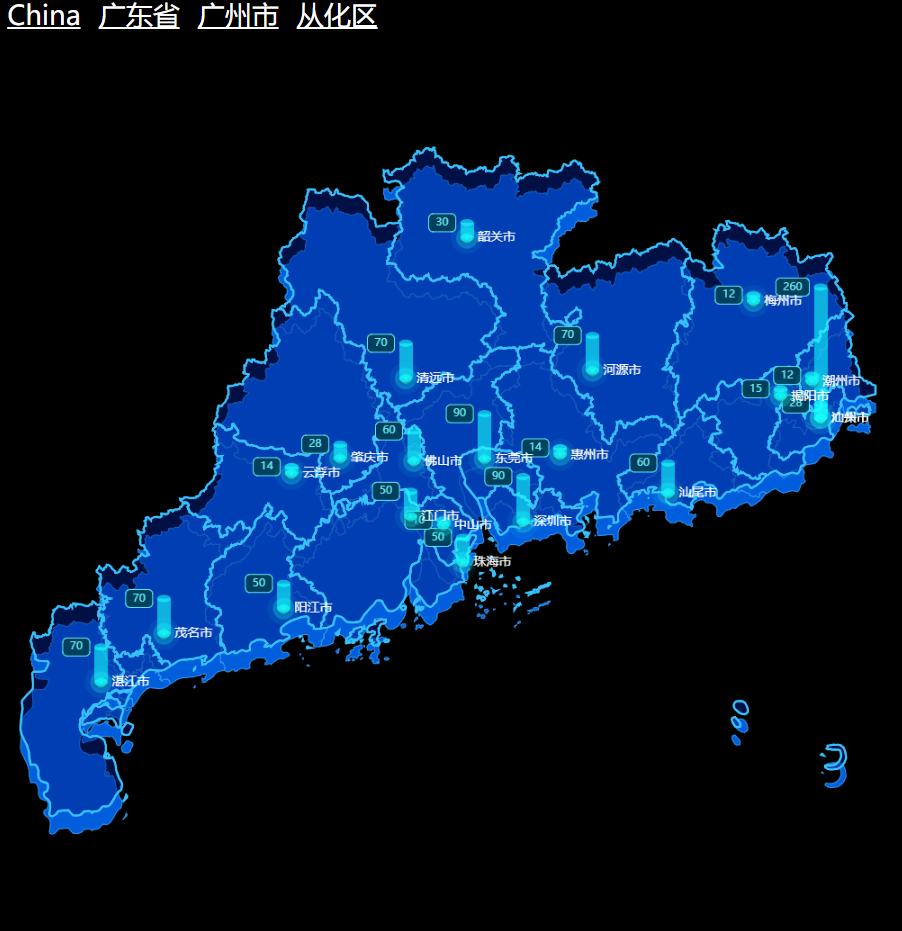 China 广东省 广州市 从化区
30
韶关市
260
12
梅州市
70
河源市
70
清远市
12
潮州市
15
揭阳市
28
汕头市
90
60
28
肇庆市
佛山市
东莞市
14
惠州市
14
云浮市
60
汕尾市
90
50
江门市
深圳市
中山市
50
珠海市
50
阳江市
70
茂名市
70
湛江市